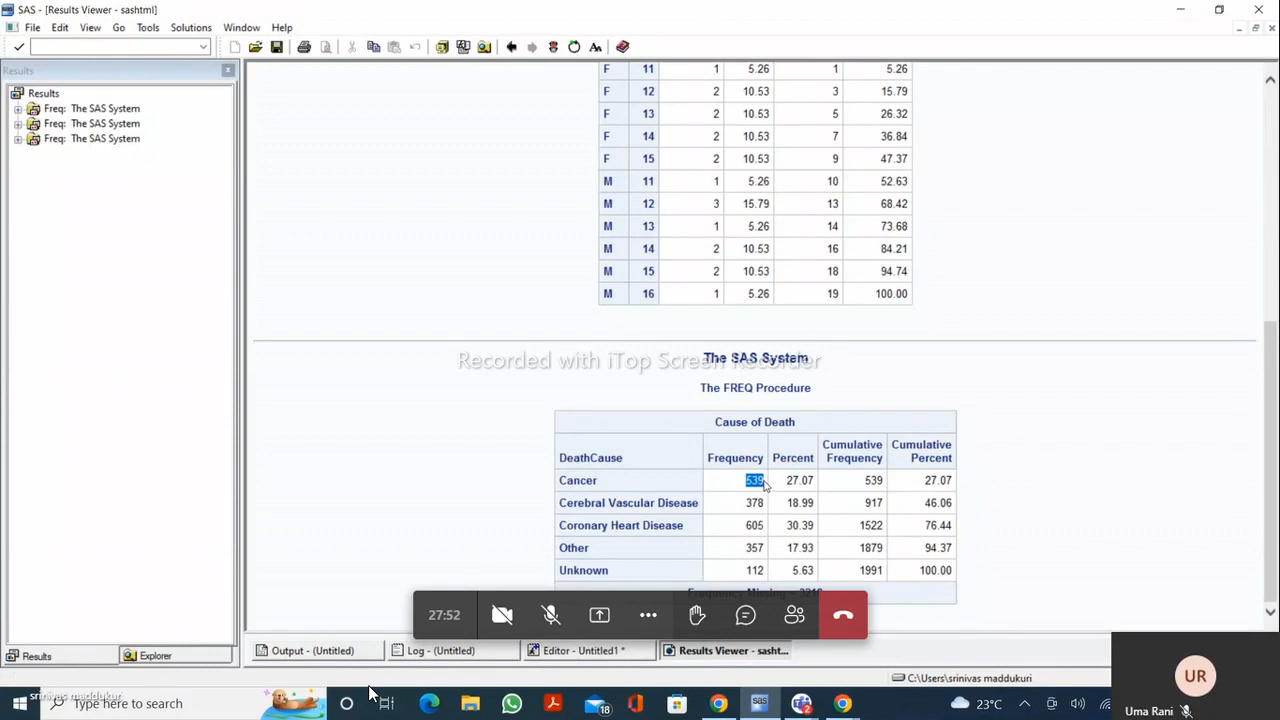 SAS - [Results Viewer - sashtml]
File Edit View Go Tools Solutions Window Help
Results
Results
Freq: The SAS System
Freq: The SAS System
Freq: The SAS System
F 11 1 5.26 1 5.26
F 12 2 10.53 3 15.79
F 13 2 10.53 5 26.32
F 14 2 10.53 7 36.84
F 15 2 10.53 9 47.37
M 11 1 5.26 10 52.63
M 12 3 15.79 13 68.42
M 13 1 5.26 14 73.68
M 14 2 10.53 16 84.21
M 15 2 10.53 18 94.74
M 16 1 5.26 19 100.00
The SAS System
Recorded with iTop Screen Recorder
The FREQ Procedure
Cause of Death
DeathCause Frequency Percent Cumulative Frequency Cumulative Percent
Cancer 539 27.07 539 27.07
Cerebral Vascular Disease 378 18.99 917 46.06
Coronary Heart Disease 605 30.39 1522 76.44
Other 357 17.93 1879 94.37
Unknown 112 5.63 1991 100.00
Frequency Missing =
27:52
Results Explorer
Output - (Untitled) Log - (Untitled) Editor - Untitled1 * Results Viewer - sasht...
C:\Users\srinivas maddukuri
srinivas maddukuri
Type here to search
18
23°C
UR
Uma Rani